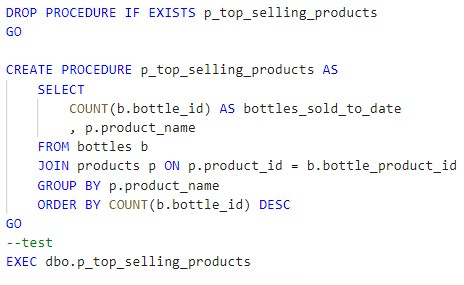 DROP PROCEDURE IF EXISTS p_top_selling_products
GO
CREATE PROCEDURE p_top_selling_products AS
SELECT
COUNT(b.bottle_id) AS bottles_sold_to_date
, p.product_name
FROM bottles b
JOIN products p ON p.product_id = b.bottle_product_id
GROUP BY p.product_name
ORDER BY COUNT(b.bottle_id) DESC
GO
--test
EXEC dbo.p_top_selling_products